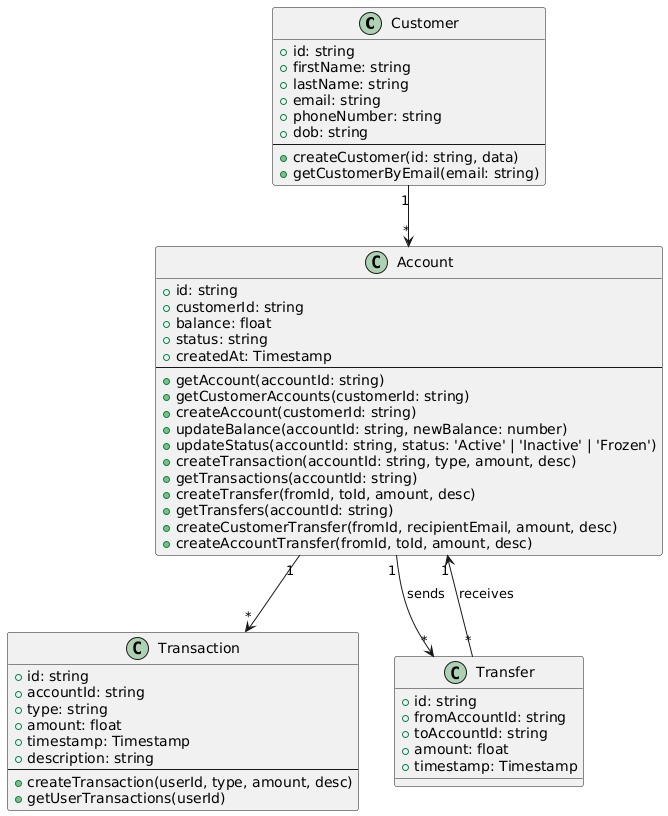 C Customer
id: string
firstName: string
lastName: string
email: string
phoneNumber: string
dob: string
createCustomer(id: string, data)
getCustomerByEmail(email: string)
1
*
C Account
id: string
customerId: string
balance: float
status: string
createdAt: Timestamp
getAccount(accountId: string)
getCustomerAccounts(customerId: string)
createAccount(customerId: string)
updateBalance(accountId: string, newBalance: number)
updateStatus(accountId: string, status: 'Active' | 'Inactive' | 'Frozen')
createTransaction(accountId: string, type, amount, desc)
getTransactions(accountId: string)
createTransfer(fromId, toId, amount, desc)
getTransfers(accountId: string)
createCustomerTransfer(fromId, recipientEmail, amount, desc)
createAccountTransfer(fromId, toId, amount, desc)
1 1 1
sends receives
* * *
C Transaction
id: string
accountId: string
type: string
amount: float
timestamp: Timestamp
description: string
createTransaction(userId, type, amount, desc)
getUserTransactions(userId)
C Transfer
id: string
fromAccountId: string
toAccountId: string
amount: float
timestamp: Timestamp